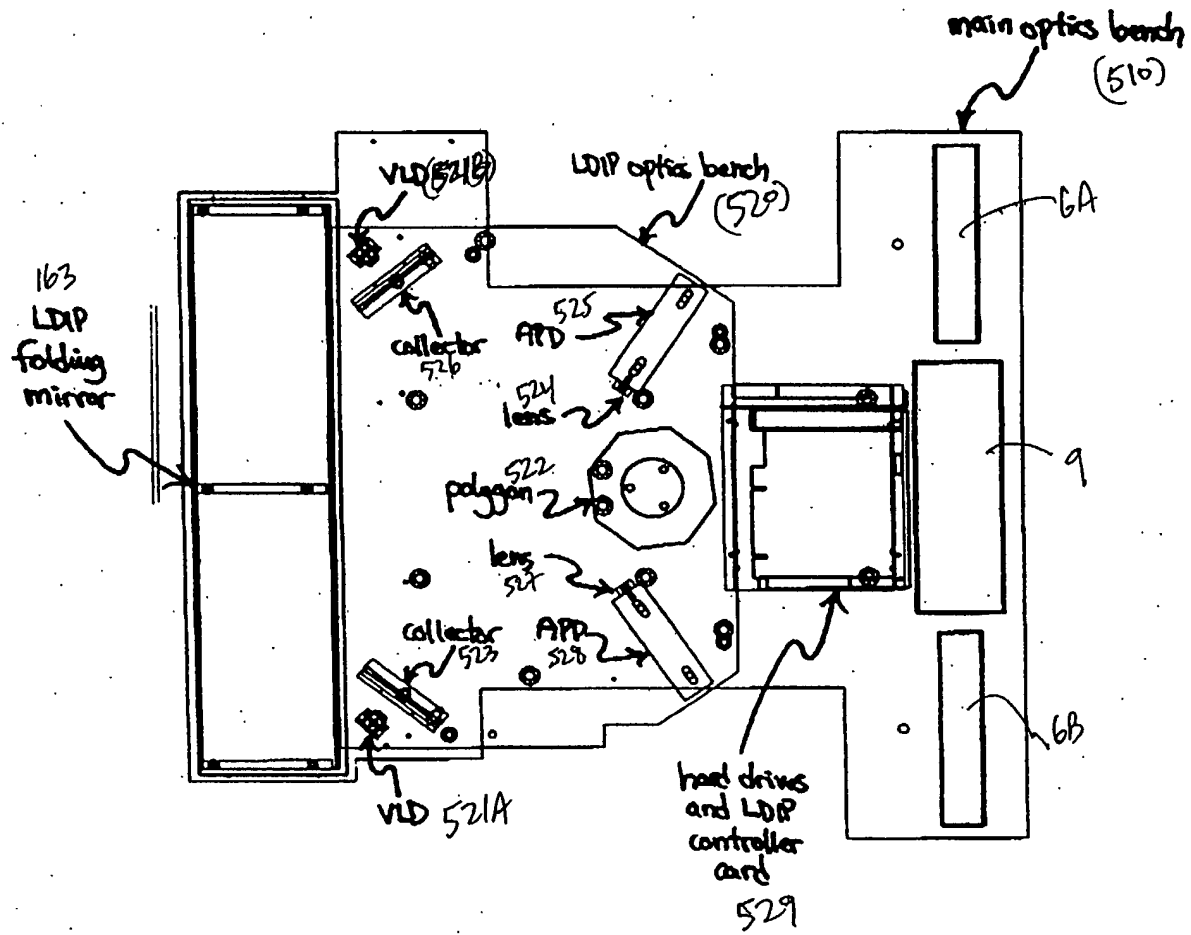 main optics bench
(510)
VLD (521B)
LDIP optics bench
(520)
6A
163
LDIP
folding
mirror
525
APD
collector
526
524
lens
9
522
polygon
lens
527
collector
523
APD
528
6B
VLD 521A
hard drives
and LDIP
controller
card
529